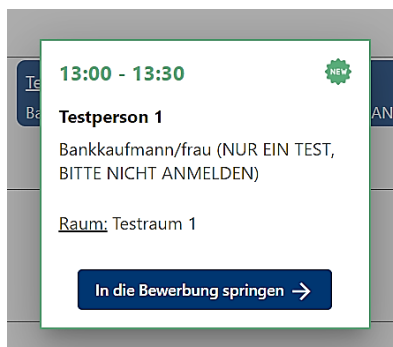 13:00 - 13:30
NEW
Testperson 1
Bankkaufmann/frau (NUR EIN TEST,
BITTE NICHT ANMELDEN)
Raum: Testraum 1
In die Bewerbung springen →